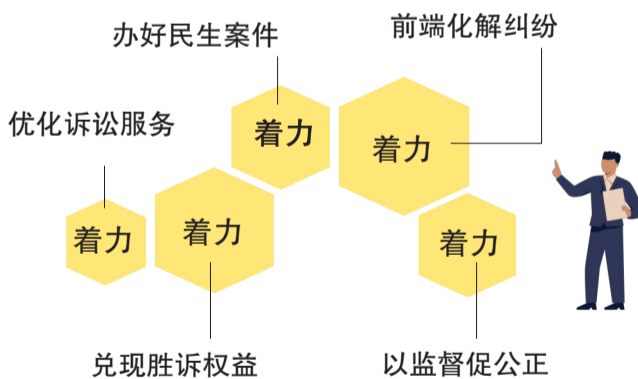 前端化解纠纷
办好民生案件
着力
着力
优化诉讼服务
着力
着力
着力
兑现胜诉权益
以监督促公正